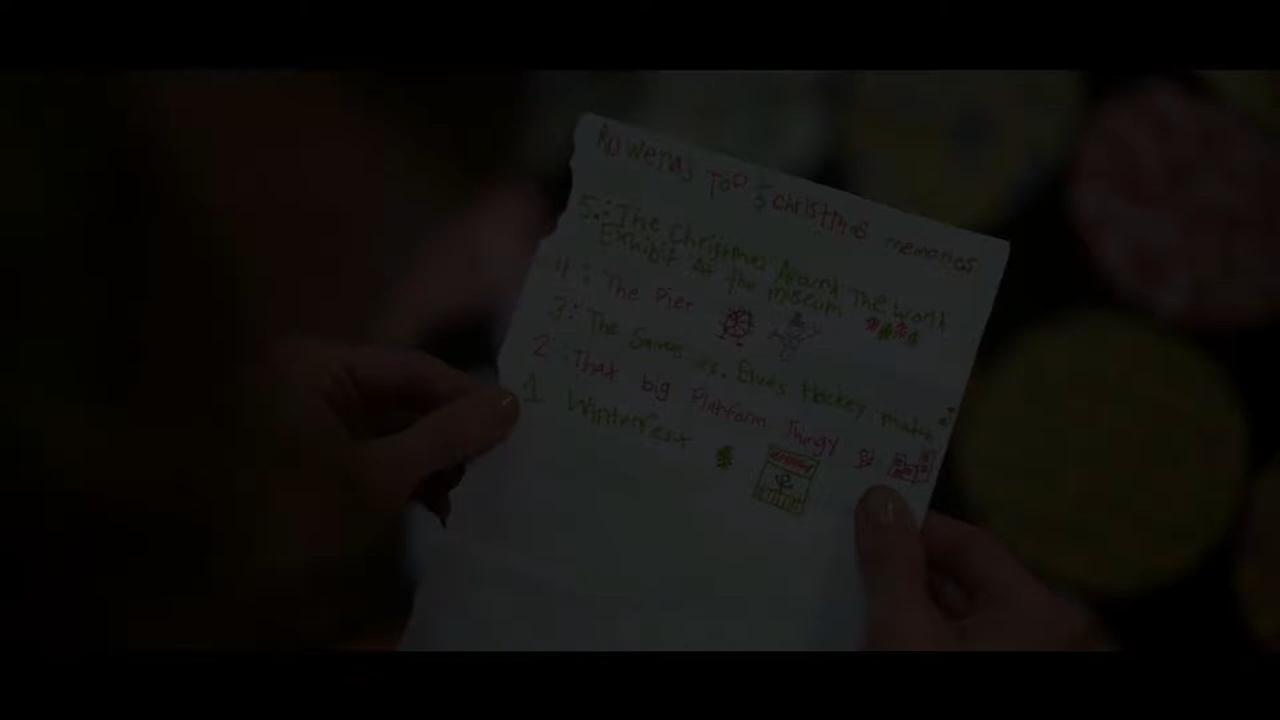 Rowena's TOP 5 christmas memories
5.: The Christmas Around The World
Exhibit At the museum
4: The Pier
3: The Santas vs. Elves Hockey match
2: That big Platform Thingy
1 WinterFest